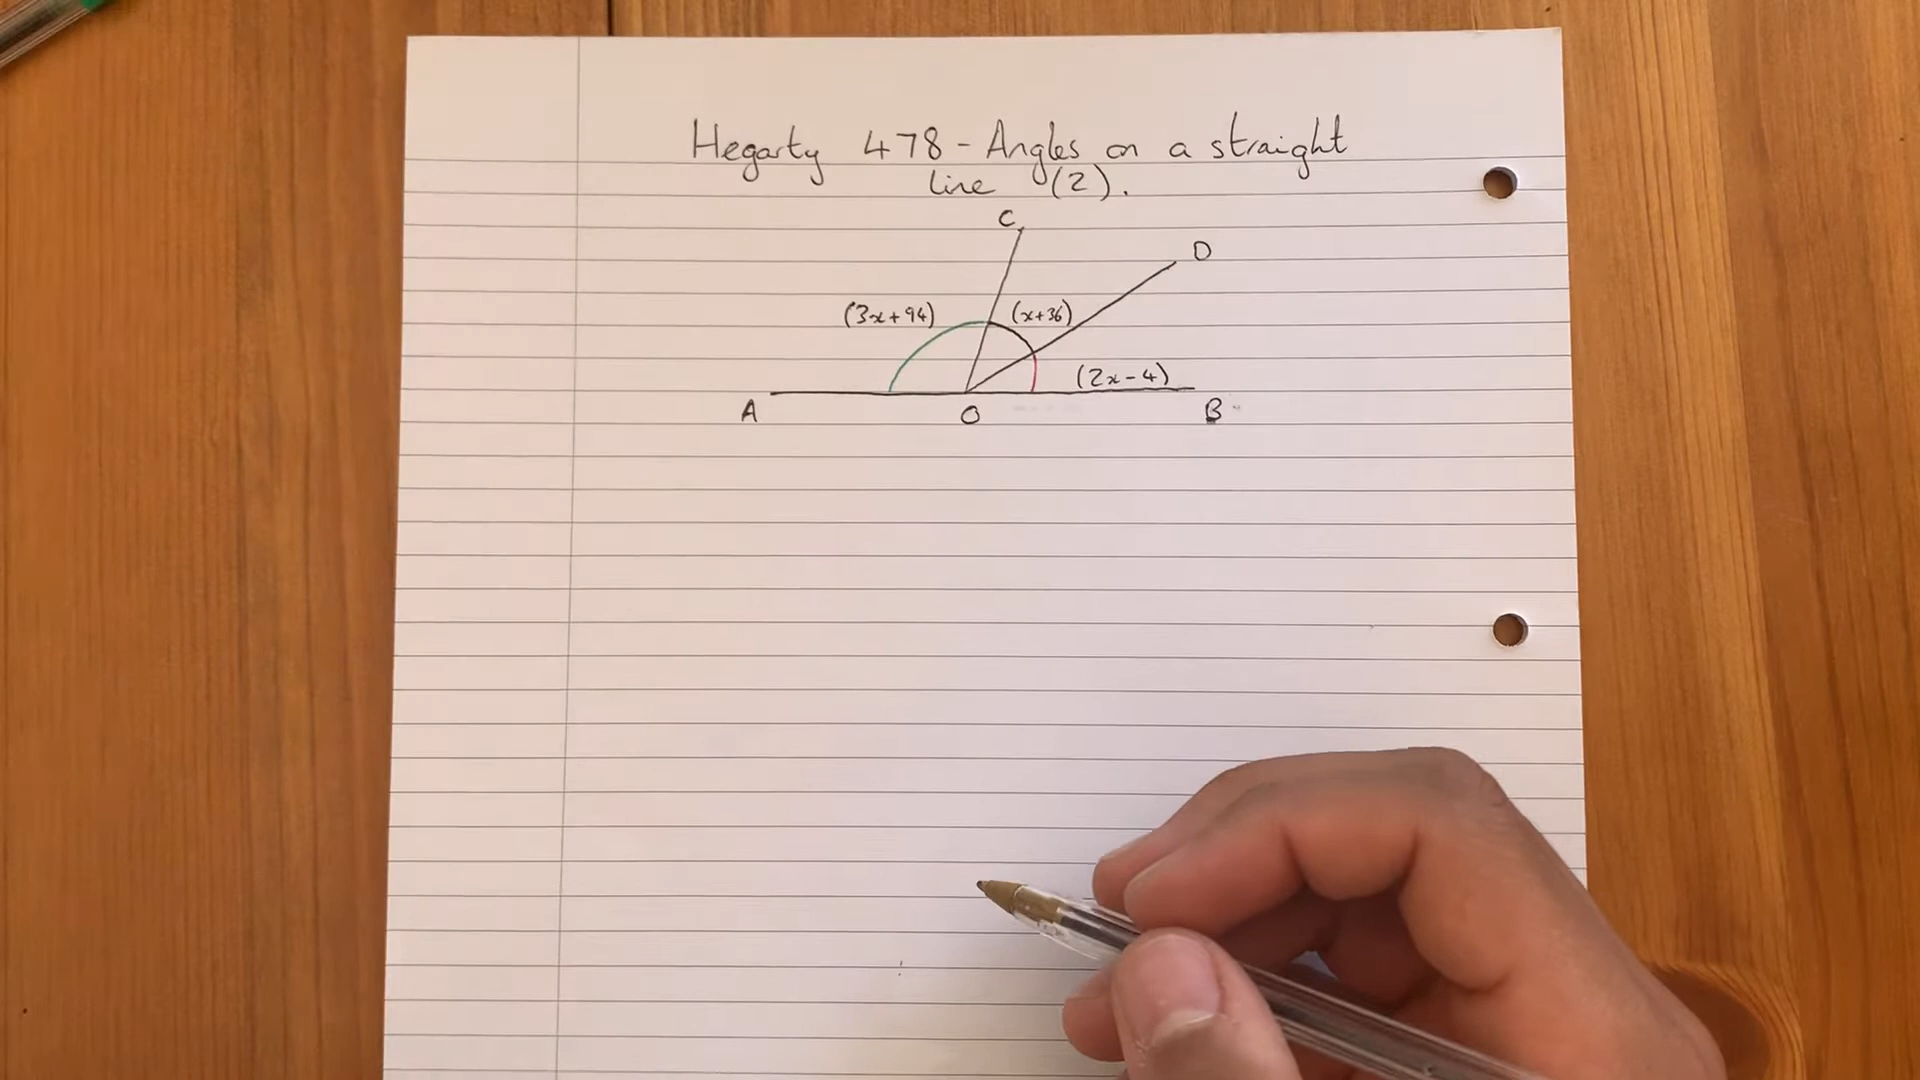 Hegarty 478 - Angles on a straight
line (2).
C
D
(3x+94)
(x+36)
(2x-4)
A
O
B